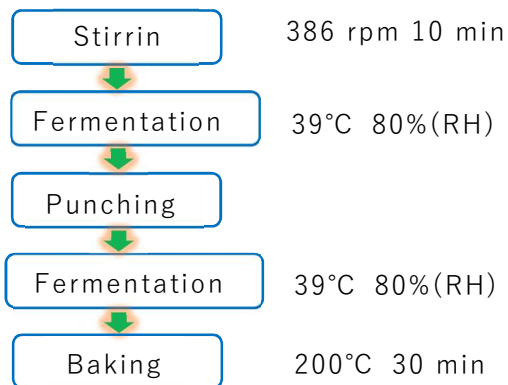 Stirrin 386 rpm 10 min
Fermentation 39°C 80%(RH)
Punching
Fermentation 39°C 80%(RH)
Baking 200°C 30 min